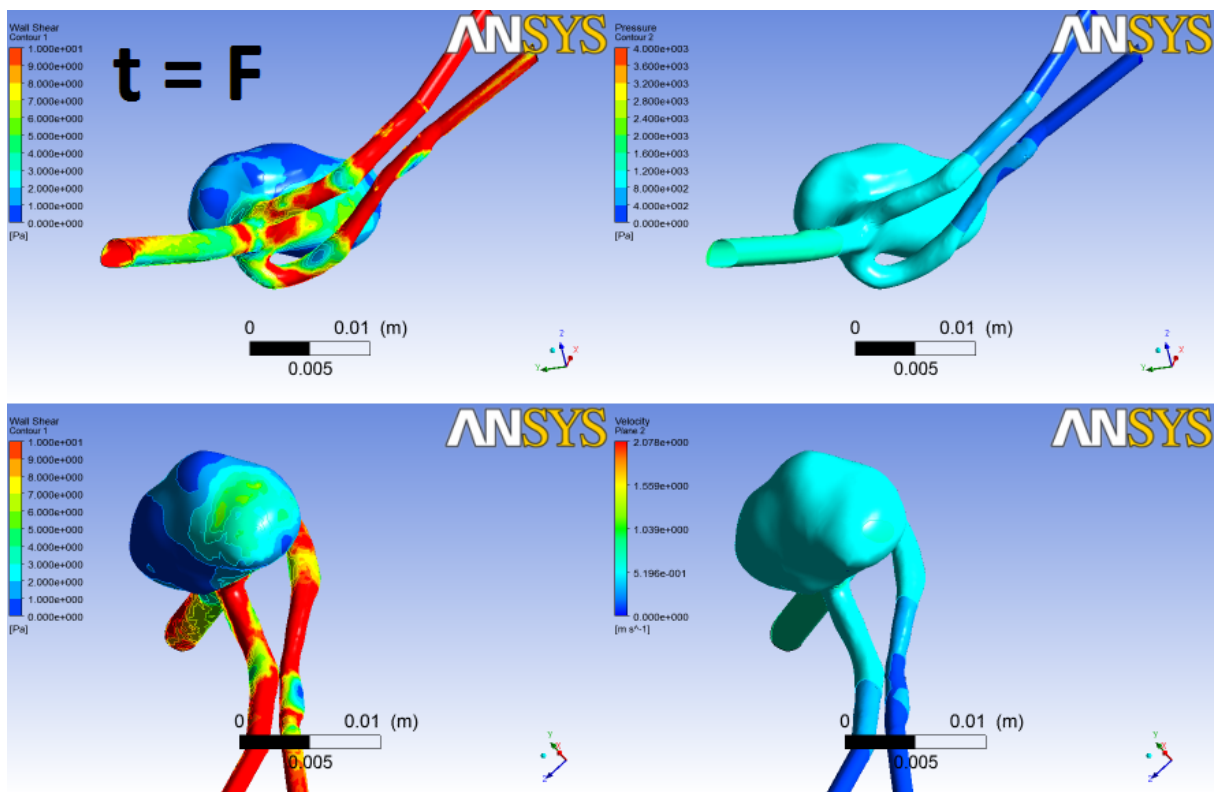 Wall Shear
Contour 1
1.000e+001
9.000e+000
8.000e+000
7.000e+000
6.000e+000
5.000e+000
4.000e+000
3.000e+000
2.000e+000
1.000e+000
0.000e+000
[Pa]
t = F
ANSYS
0 0.01 (m)
0.005
Z
X
Y
Pressure
Contour 2
4.000e+003
3.600e+003
3.200e+003
2.800e+003
2.400e+003
2.000e+003
1.600e+003
1.200e+003
8.000e+002
4.000e+002
0.000e+000
[Pa]
ANSYS
0 0.01 (m)
0.005
Z
X
Y
Wall Shear
Contour 1
1.000e+001
9.000e+000
8.000e+000
7.000e+000
6.000e+000
5.000e+000
4.000e+000
3.000e+000
2.000e+000
1.000e+000
0.000e+000
[Pa]
ANSYS
0 0.01 (m)
0.005
Y
X
Z
Velocity
Plane 2
2.078e+000
1.559e+000
1.039e+000
5.196e-001
0.000e+000
[m s^-1]
ANSYS
0 0.01 (m)
0.005
Y
X
Z